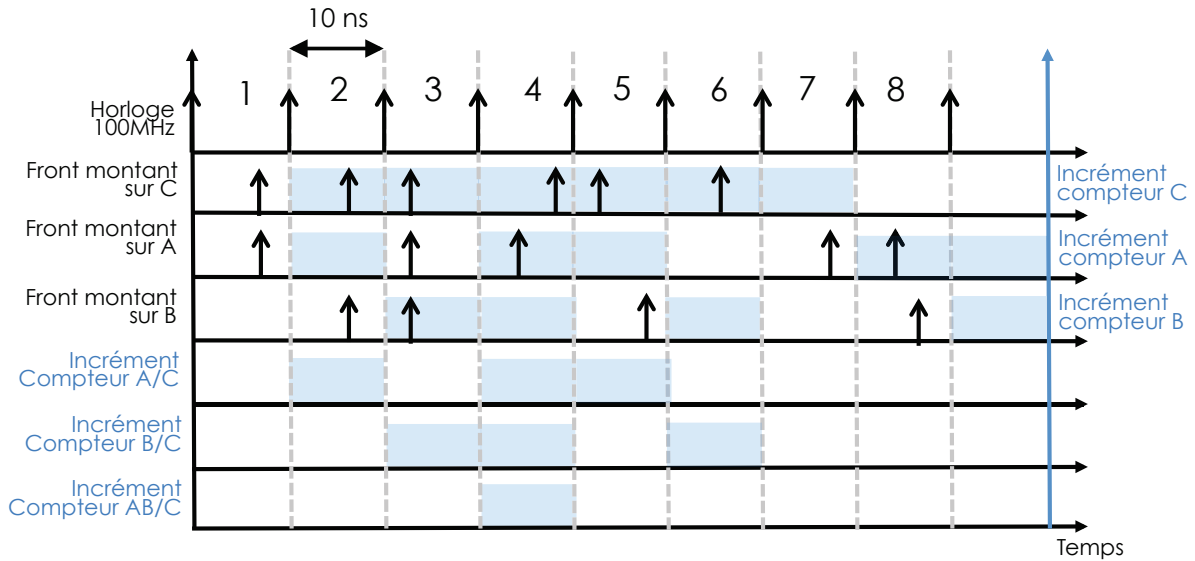 10 ns
1 2 3 4 5 6 7 8
Horloge
100MHz
Front montant
sur C
Incrément
compteur C
Front montant
sur A
Incrément
compteur A
Front montant
sur B
Incrément
compteur B
Incrément
Compteur A/C
Incrément
Compteur B/C
Incrément
Compteur AB/C
Temps